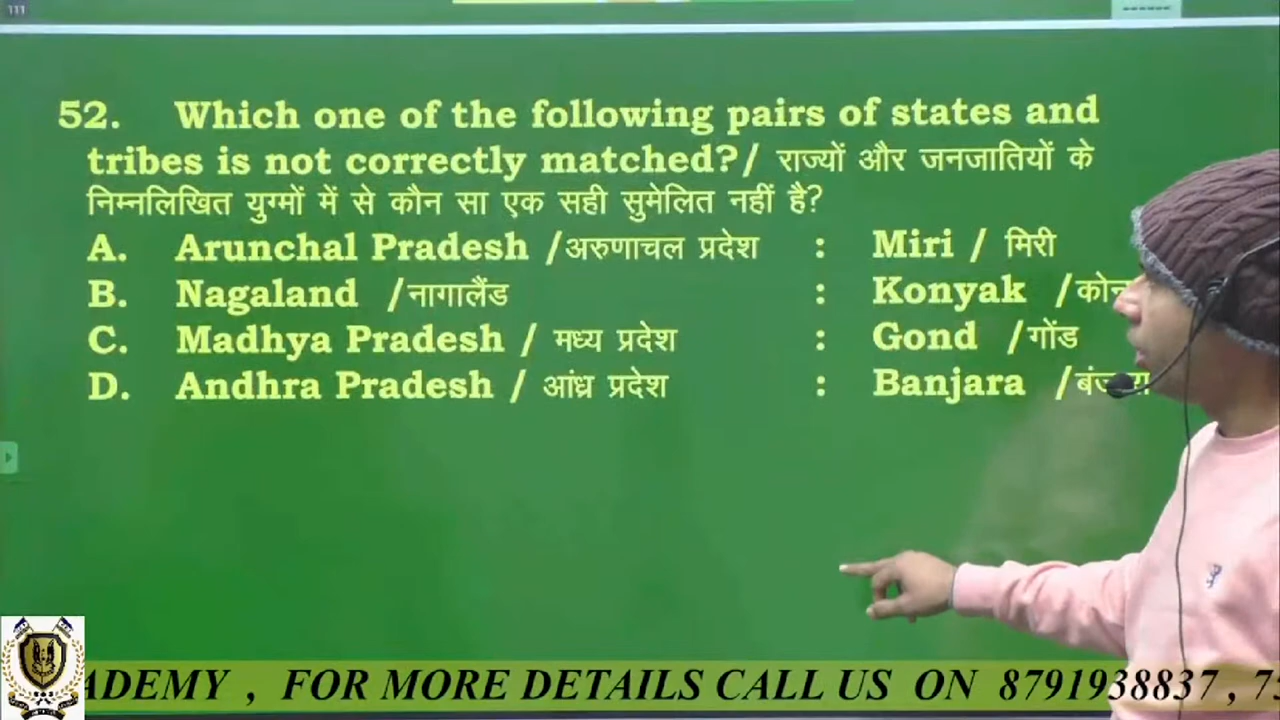 111
52. Which one of the following pairs of states and
tribes is not correctly matched?/ राज्यों और जनजातियों के
निम्नलिखित युग्मों में से कौन सा एक सही सुमेलित नहीं है?
A. Arunchal Pradesh /अरुणाचल प्रदेश : Miri / मिरी
B. Nagaland /नागालैंड : Konyak /
C. Madhya Pradesh / मध्य प्रदेश : Gond /गोंड
D. Andhra Pradesh / आंध्र प्रदेश : Banjara /
ADEMY , FOR MORE DETAILS CALL US ON 8791938837 , 75